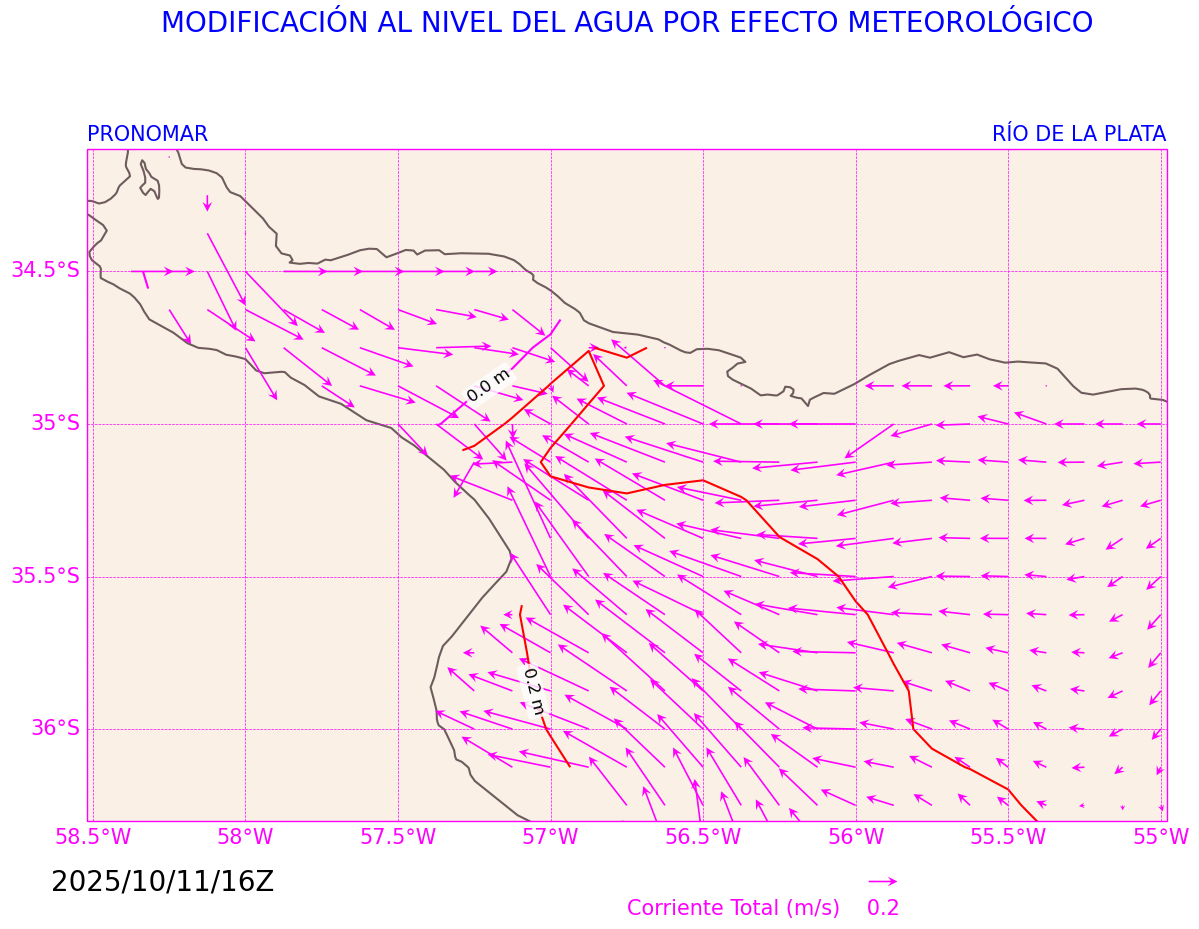 MODIFICACIÓN AL NIVEL DEL AGUA POR EFECTO METEOROLÓGICO
PRONOMAR
RÍO DE LA PLATA
34.5°S
35°S
35.5°S
36°S
0.0 m
0.2 m
58.5°W
58°W
57.5°W
57°W
56.5°W
56°W
55.5°W
55°W
2025/10/11/16Z
Corriente Total (m/s)
0.2